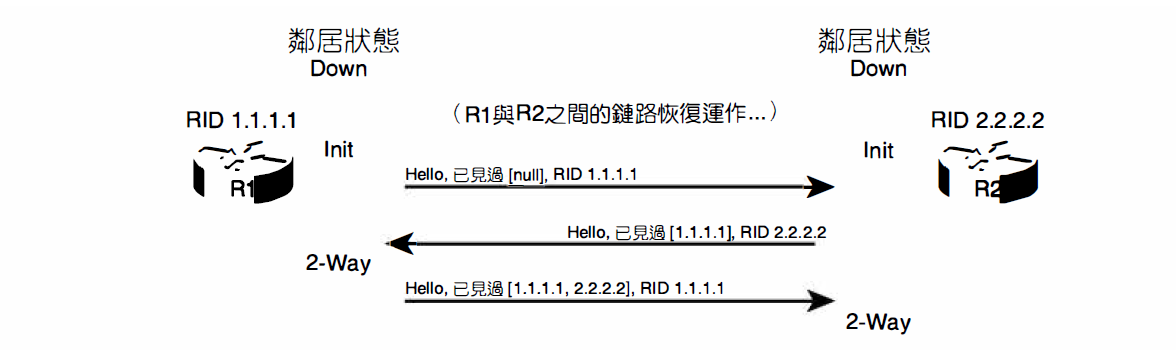 鄰居狀態
Down
鄰居狀態
Down
（R1與R2之間的鏈路恢復運作...）
RID 1.1.1.1
RID 2.2.2.2
Init
Init
R1
R2
Hello, 已見過 [null], RID 1.1.1.1
Hello, 已見過 [1.1.1.1], RID 2.2.2.2
2-Way
Hello, 已見過 [1.1.1.1, 2.2.2.2], RID 1.1.1.1
2-Way